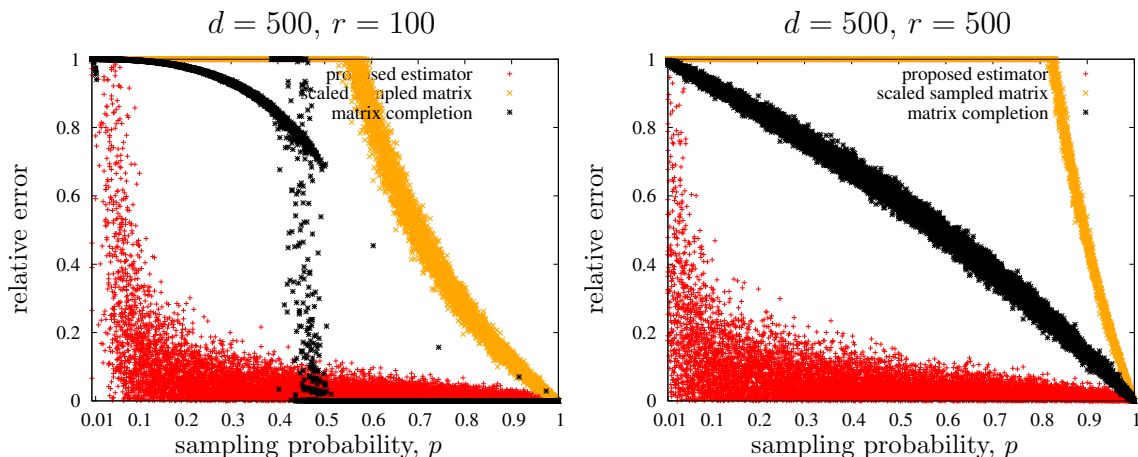 d = 500, r = 100
1
0.8
0.6
0.4
0.2
0
relative error
proposed estimator
scaled sampled matrix
matrix completion
0.01 0.1 0.2 0.3 0.4 0.5 0.6 0.7 0.8 0.9 1
sampling probability, p
d = 500, r = 500
1
0.8
0.6
0.4
0.2
0
relative error
proposed estimator
scaled sampled matrix
matrix completion
0.01 0.1 0.2 0.3 0.4 0.5 0.6 0.7 0.8 0.9 1
sampling probability, p